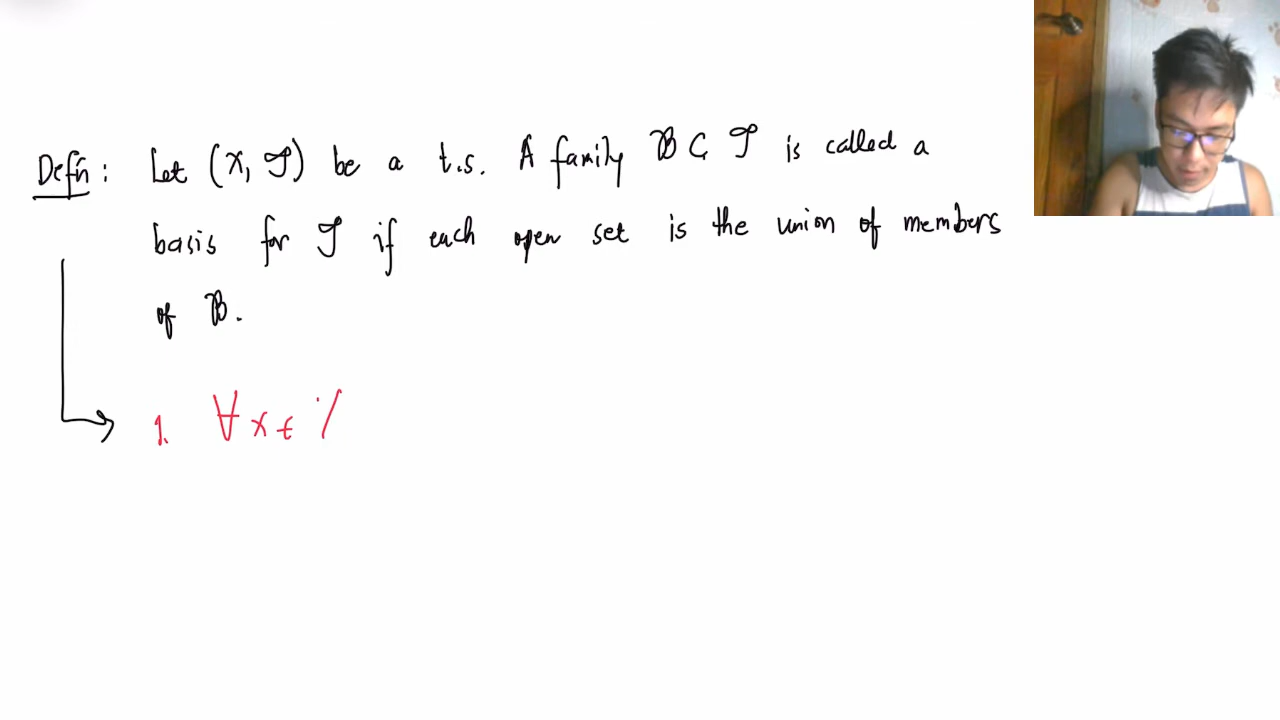 Defn: Let (X, 𝒯) be a t.s. A family ℬ ⊂ 𝒯 is called a
basis for 𝒯 if each open set is the union of members
of ℬ.
1. ∀ x ∈